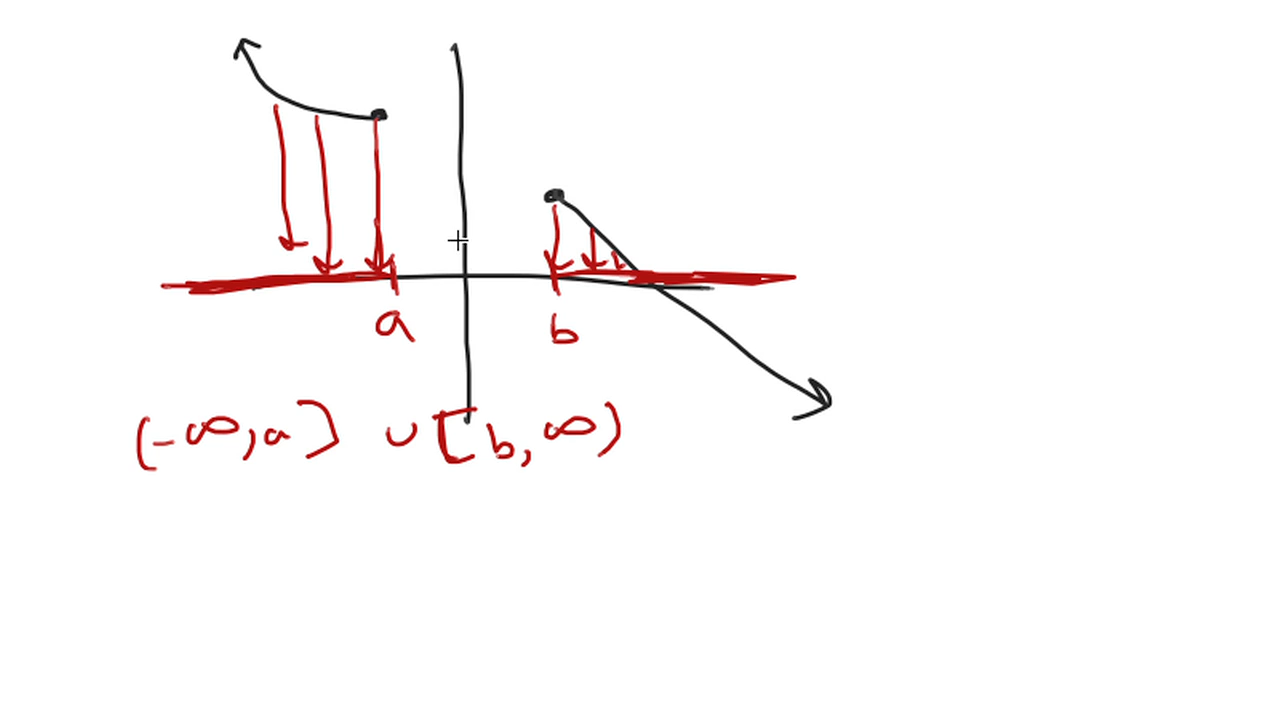 a b
(-∞,a] ∪ [b,∞)